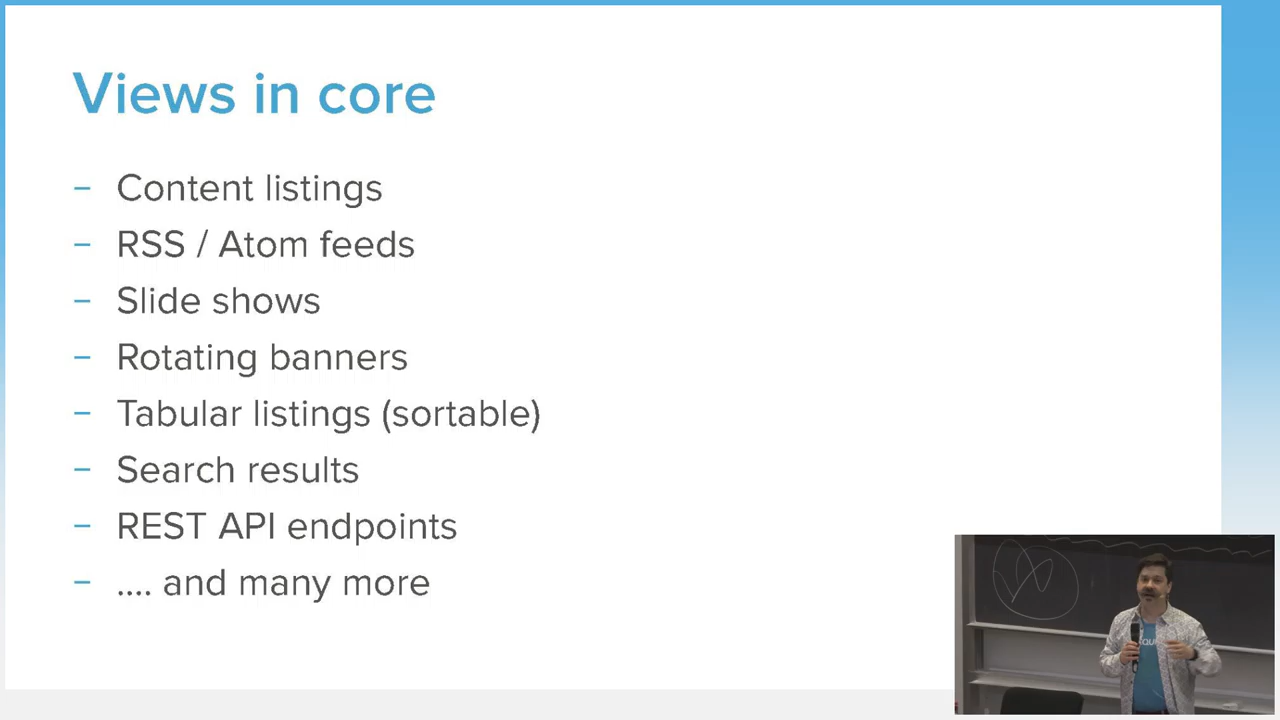 Views in core
– Content listings
– RSS / Atom feeds
– Slide shows
– Rotating banners
– Tabular listings (sortable)
– Search results
– REST API endpoints
– .... and many more